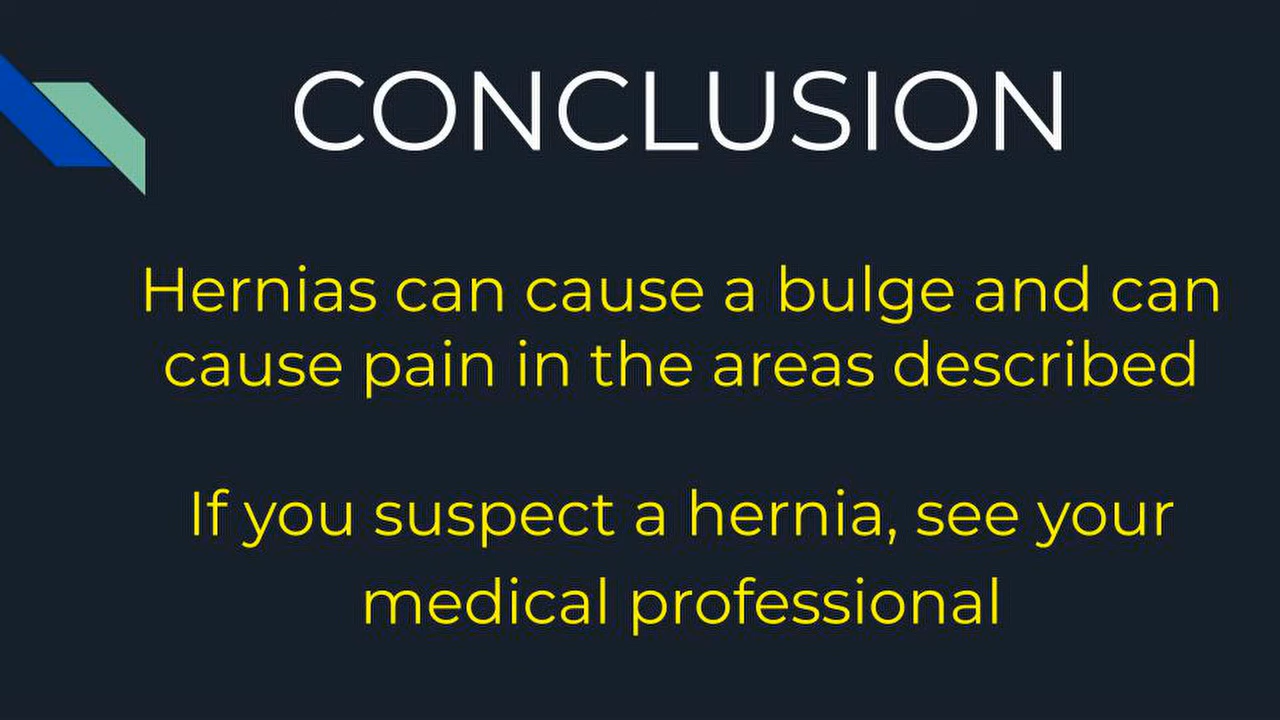 CONCLUSION
Hernias can cause a bulge and can
cause pain in the areas described
If you suspect a hernia, see your
medical professional